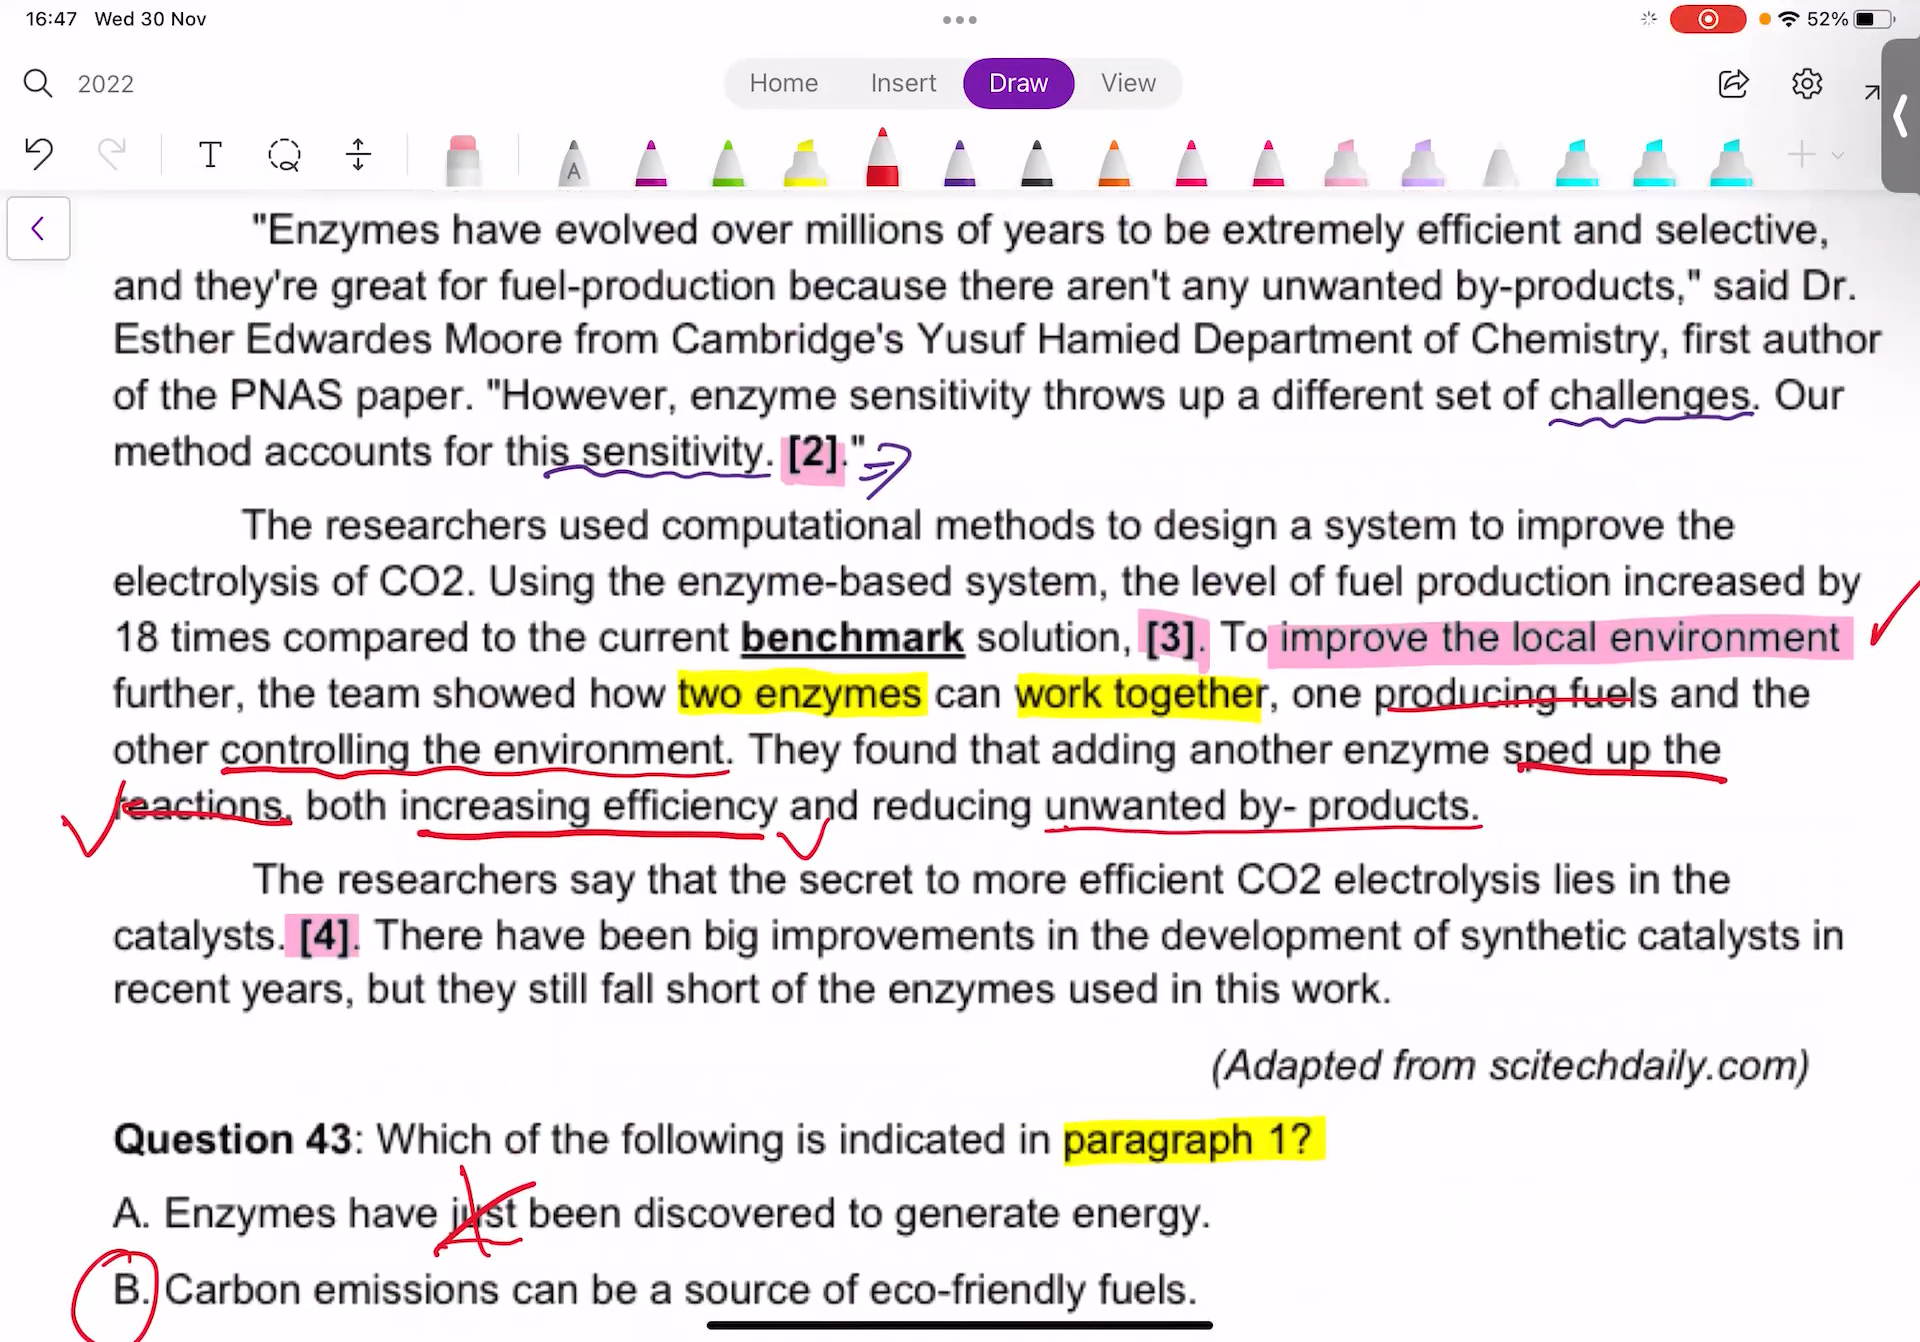 16:47 Wed 30 Nov
52%
2022
Home Insert Draw View
T
A
"Enzymes have evolved over millions of years to be extremely efficient and selective,
and they're great for fuel-production because there aren't any unwanted by-products," said Dr.
Esther Edwardes Moore from Cambridge's Yusuf Hamied Department of Chemistry, first author
of the PNAS paper. "However, enzyme sensitivity throws up a different set of challenges. Our
method accounts for this sensitivity. [2]."
The researchers used computational methods to design a system to improve the
electrolysis of CO2. Using the enzyme-based system, the level of fuel production increased by
18 times compared to the current benchmark solution, [3]. To improve the local environment
further, the team showed how two enzymes can work together, one producing fuels and the
other controlling the environment. They found that adding another enzyme sped up the
reactions, both increasing efficiency and reducing unwanted by- products.
The researchers say that the secret to more efficient CO2 electrolysis lies in the
catalysts. [4]. There have been big improvements in the development of synthetic catalysts in
recent years, but they still fall short of the enzymes used in this work.
(Adapted from scitechdaily.com)
Question 43: Which of the following is indicated in paragraph 1?
A. Enzymes have just been discovered to generate energy.
B. Carbon emissions can be a source of eco-friendly fuels.